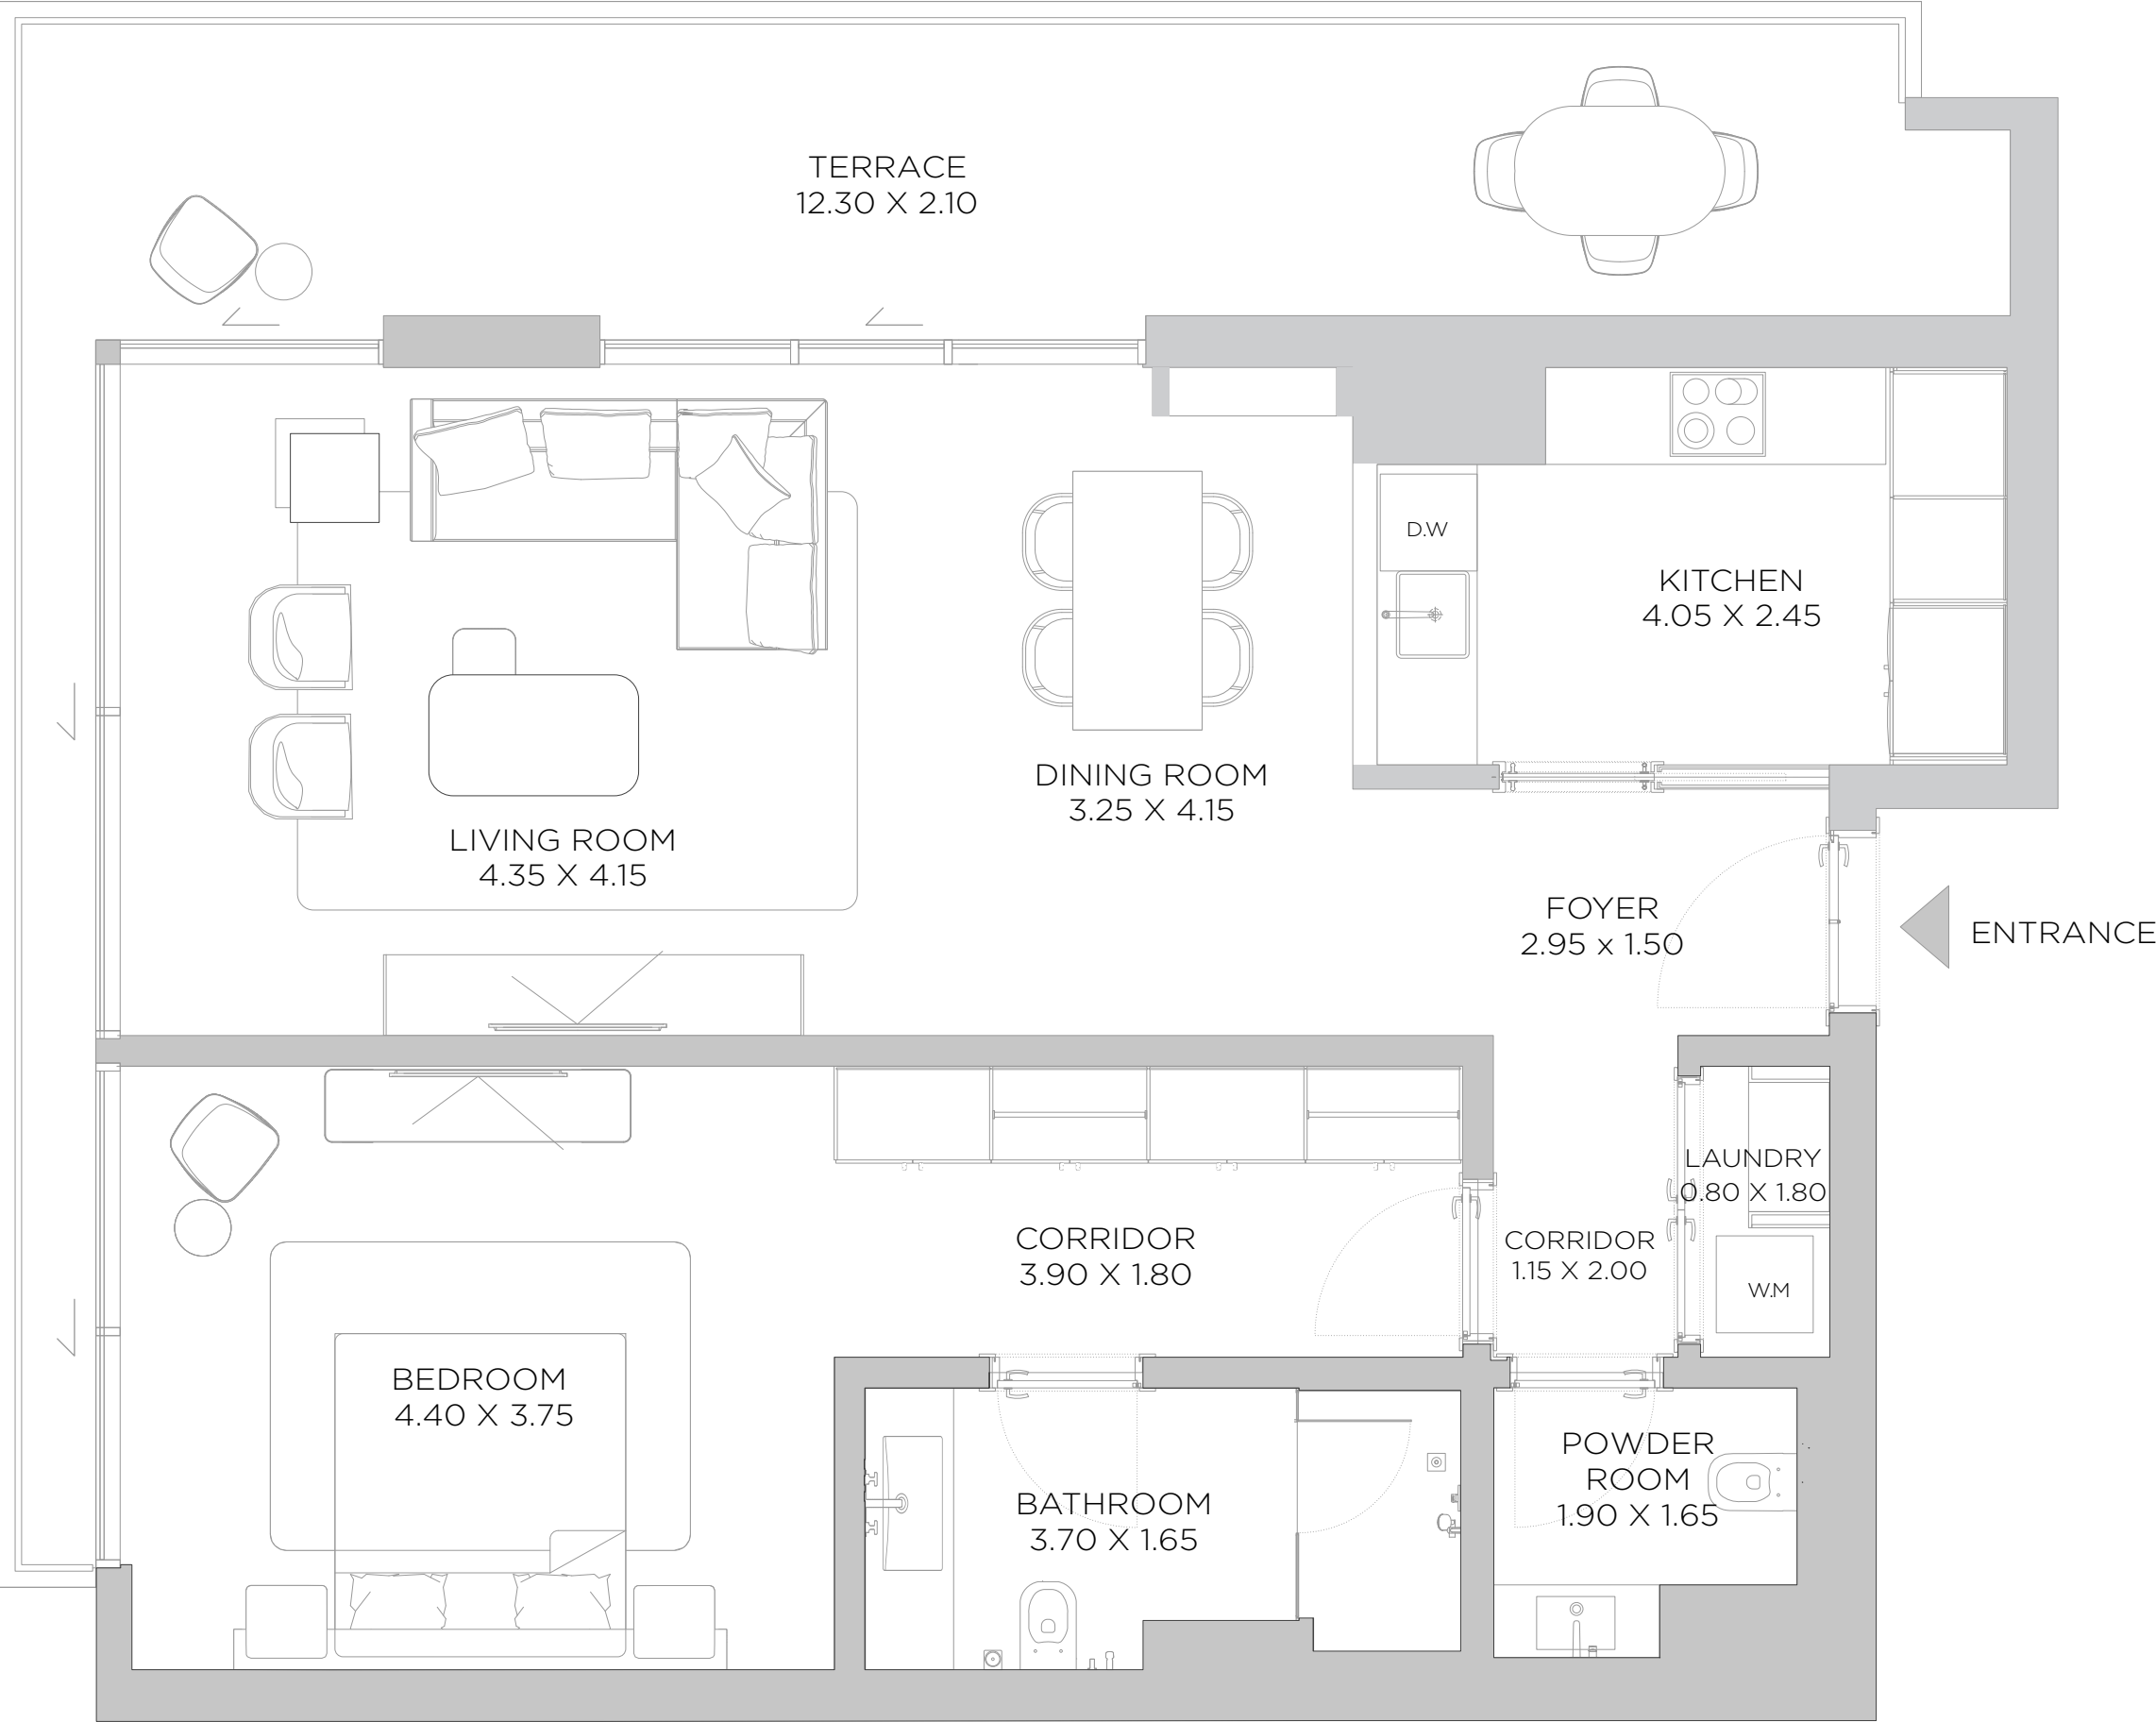 TERRACE
12.30 X 2.10
D.W
KITCHEN
4.05 X 2.45
DINING ROOM
3.25 X 4.15
LIVING ROOM
4.35 X 4.15
FOYER
2.95 x 1.50
ENTRANCE
LAUNDRY
0.80 X 1.80
CORRIDOR
3.90 X 1.80
CORRIDOR
1.15 X 2.00
W.M
BEDROOM
4.40 X 3.75
POWDER
ROOM
1.90 X 1.65
BATHROOM
3.70 X 1.65